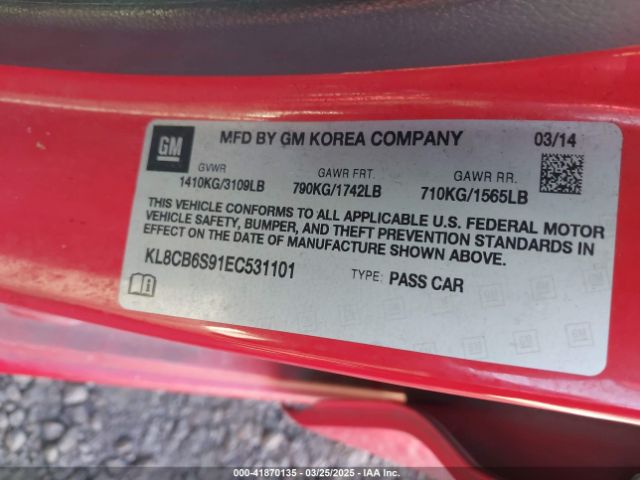 GM
MFD BY GM KOREA COMPANY 03/14
GVWR GAWR FRT. GAWR RR.
1410KG/3109LB 790KG/1742LB 710KG/1565LB
THIS VEHICLE CONFORMS TO ALL APPLICABLE U.S. FEDERAL MOTOR
VEHICLE SAFETY, BUMPER, AND THEFT PREVENTION STANDARDS IN
EFFECT ON THE DATE OF MANUFACTURE SHOWN ABOVE.
KL8CB6S91EC531101 TYPE: PASS CAR
000-41870135 - 03/25/2025 - IAA Inc.